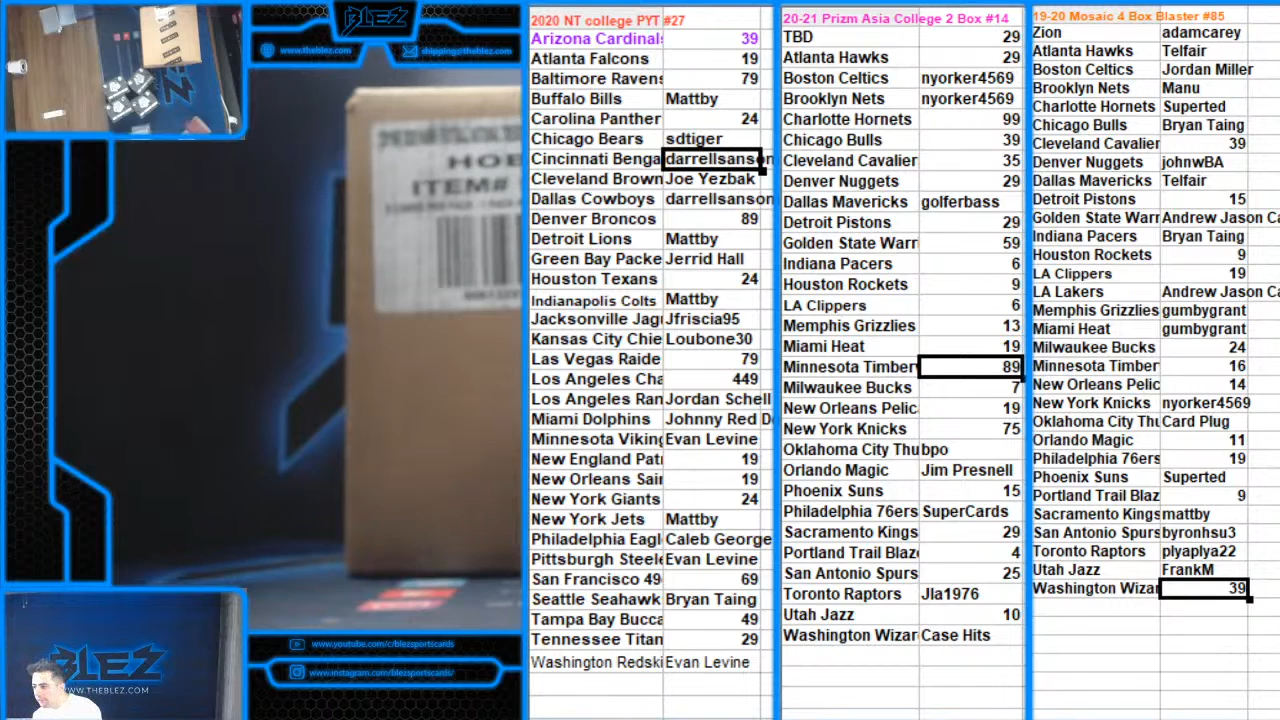 BLEZ
www.theblez.com
shipping@theblez.com
HOB
ITEM#
BLEZ
WWW.THEBLEZ.COM
www.youtube.com/c/blezsportscards
www.instagram.com/blezsportscards/
2020 NT college PYT #27
Arizona Cardinals 39
Atlanta Falcons 19
Baltimore Ravens 79
Buffalo Bills Mattby
Carolina Panther 24
Chicago Bears sdtiger
Cincinnati Benga darrellsanson
Cleveland Brown Joe Yezbak
Dallas Cowboys darrellsanson
Denver Broncos 89
Detroit Lions Mattby
Green Bay Packe Jerrid Hall
Houston Texans 24
Indianapolis Colts Mattby
Jacksonville Jagu Jfriscia95
Kansas City Chie Loubone30
Las Vegas Raide 79
Los Angeles Cha 449
Los Angeles Ran Jordan Schell
Miami Dolphins Johnny Red D
Minnesota Viking Evan Levine
New England Pat 19
New Orleans Sai 19
New York Giants 24
New York Jets Mattby
Philadelphia Eagl Caleb George
Pittsburgh Steele Evan Levine
San Francisco 49 69
Seattle Seahawk Bryan Taing
Tampa Bay Bucca 49
Tennessee Titan 29
Washington Redski Evan Levine
20-21 Prizm Asia College 2 Box #14
TBD 29
Atlanta Hawks 29
Boston Celtics nyorker4569
Brooklyn Nets nyorker4569
Charlotte Hornets 99
Chicago Bulls 39
Cleveland Cavalier 35
Denver Nuggets 29
Dallas Mavericks golferbass
Detroit Pistons 29
Golden State Warr 59
Indiana Pacers 6
Houston Rockets 9
LA Clippers 6
Memphis Grizzlies 13
Miami Heat 19
Minnesota Timberv 89
Milwaukee Bucks 7
New Orleans Pelic 19
New York Knicks 75
Oklahoma City Thu bpo
Orlando Magic Jim Presnell
Phoenix Suns 15
Philadelphia 76ers SuperCards
Sacramento Kings 29
Portland Trail Blaz 4
San Antonio Spurs 25
Toronto Raptors Jla1976
Utah Jazz 10
Washington Wizar Case Hits
19-20 Mosaic 4 Box Blaster #85
Zion adamcarey
Atlanta Hawks Telfair
Boston Celtics Jordan Miller
Brooklyn Nets Manu
Charlotte Hornets Superted
Chicago Bulls Bryan Taing
Cleveland Cavalier 39
Denver Nuggets johnwBA
Dallas Mavericks Telfair
Detroit Pistons 15
Golden State Warr Andrew Jason Ca
Indiana Pacers Bryan Taing
Houston Rockets 9
LA Clippers 19
LA Lakers Andrew Jason Ca
Memphis Grizzlies gumbygrant
Miami Heat gumbygrant
Milwaukee Bucks 24
Minnesota Timber 16
New Orleans Pelic 14
New York Knicks nyorker4569
Oklahoma City Thu Card Plug
Orlando Magic 11
Philadelphia 76ers 19
Phoenix Suns Superted
Portland Trail Blaz 9
Sacramento Kings mattby
San Antonio Spurs byronhsu3
Toronto Raptors plyaplya22
Utah Jazz FrankM
Washington Wizar 39